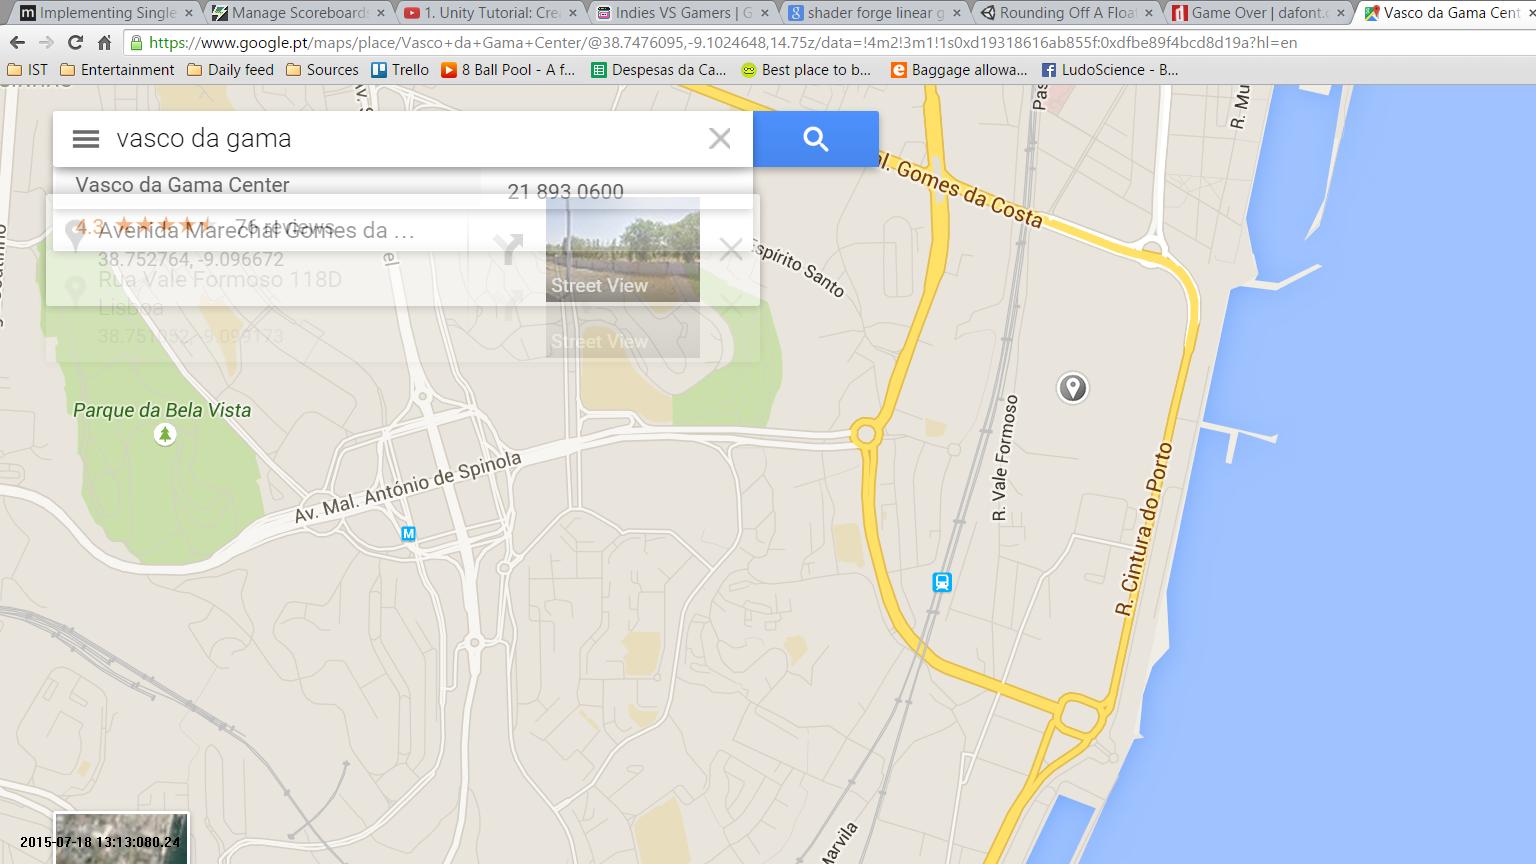 Implementing Single
Manage Scoreboard
1. Unity Tutorial: Cre
Indies VS Gamers | G
shader forge linear g
Rounding Off A Floa
Game Over | dafont.c
Vasco da Gama Cent
https://www.google.pt/maps/place/Vasco+da+Gama+Center/@38.7476095,-9.1024648,14.75z/data=!4m2!3m1!1s0xd19318616ab855f:0xdfbe89f4bcd8d19a?hl=en
IST
Entertainment
Daily feed
Sources
Trello
8 Ball Pool - A f...
Despesas da Ca...
Best place to b...
Baggage allowa...
LudoScience - B...
vasco da gama
Vasco da Gama Center
21 893 0600
4.3
76 reviews
Avenida Marechal Gomes da ...
38.752764, -9.096672
Rua Vale Formoso 118D
Lisboa
38.751052, -9.099173
Street View
Street View
Av. S
Pas
R. Mu
al. Gomes da Costa
Espírito Santo
el
Parque da Bela Vista
Av. Mal. António de Spinola
M
R. Vale Formoso
R. Cintura do Porto
Marvila
2015-07-18 13:13:080.24